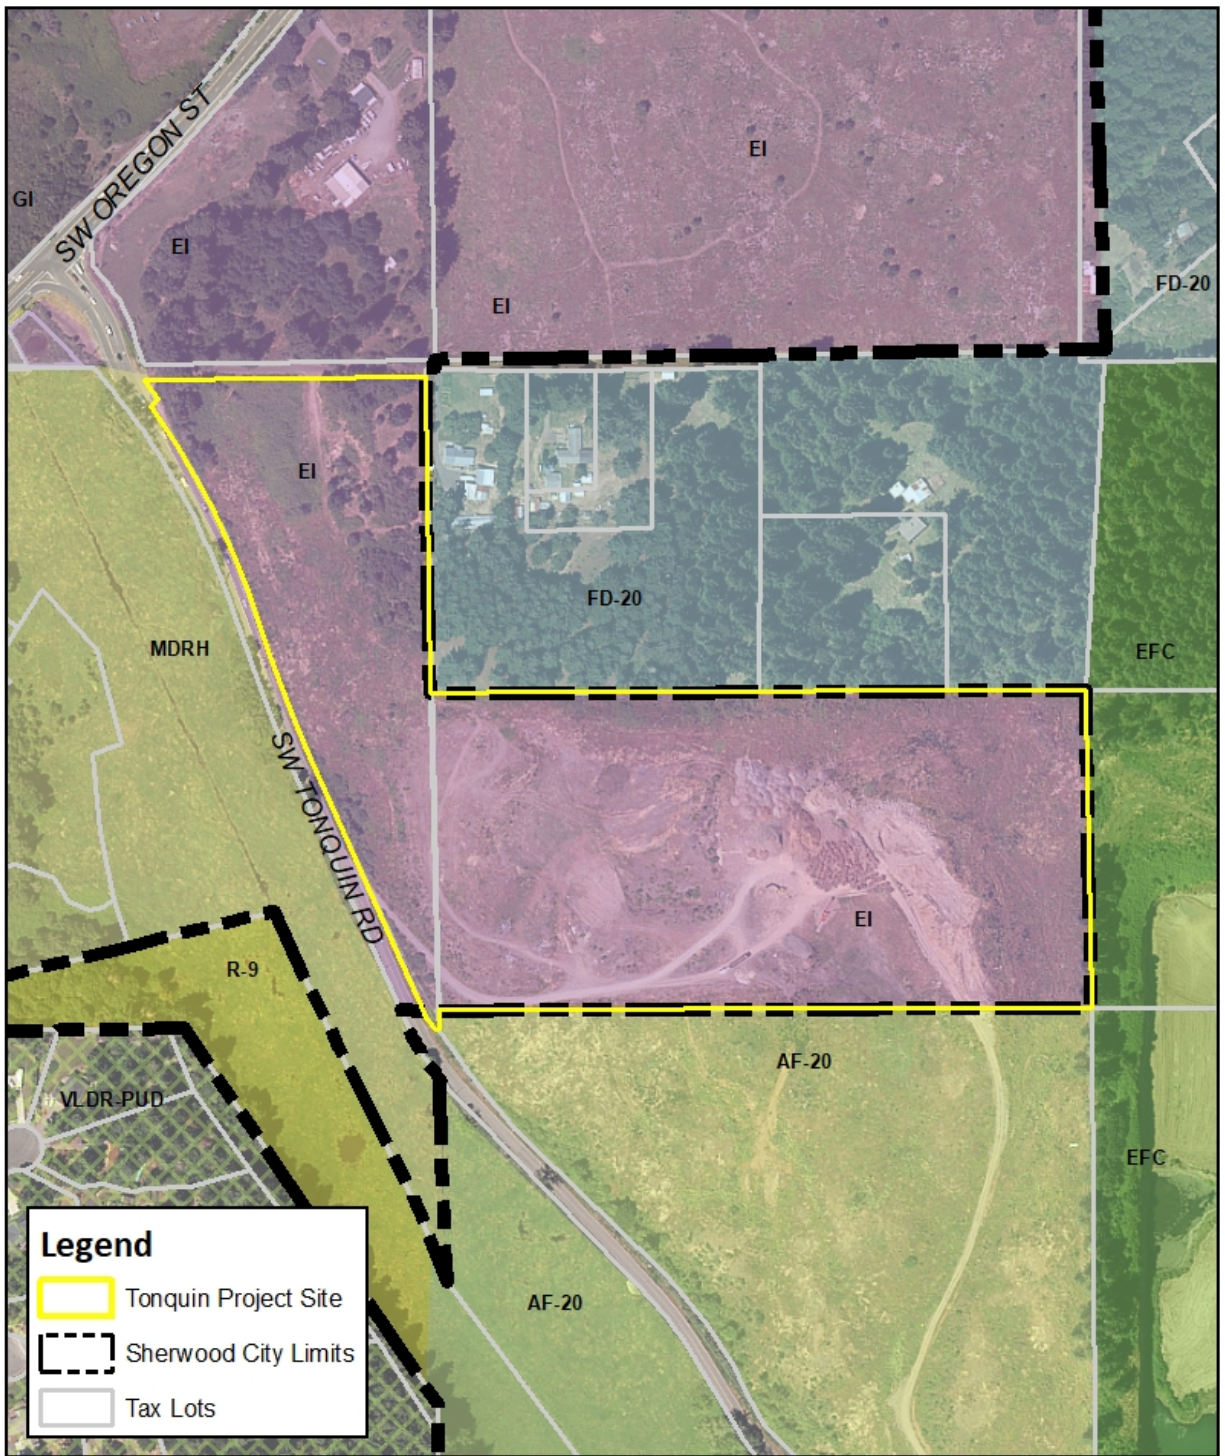 SW OREGON ST
EI
GI
EI
FD-20
EI
EI
FD-20
MDRH
EFC
SW TONQUIN RD
EI
R-9
AF-20
VLDR-PUD
EFC
AF-20
Legend
Tonquin Project Site
Sherwood City Limits
Tax Lots